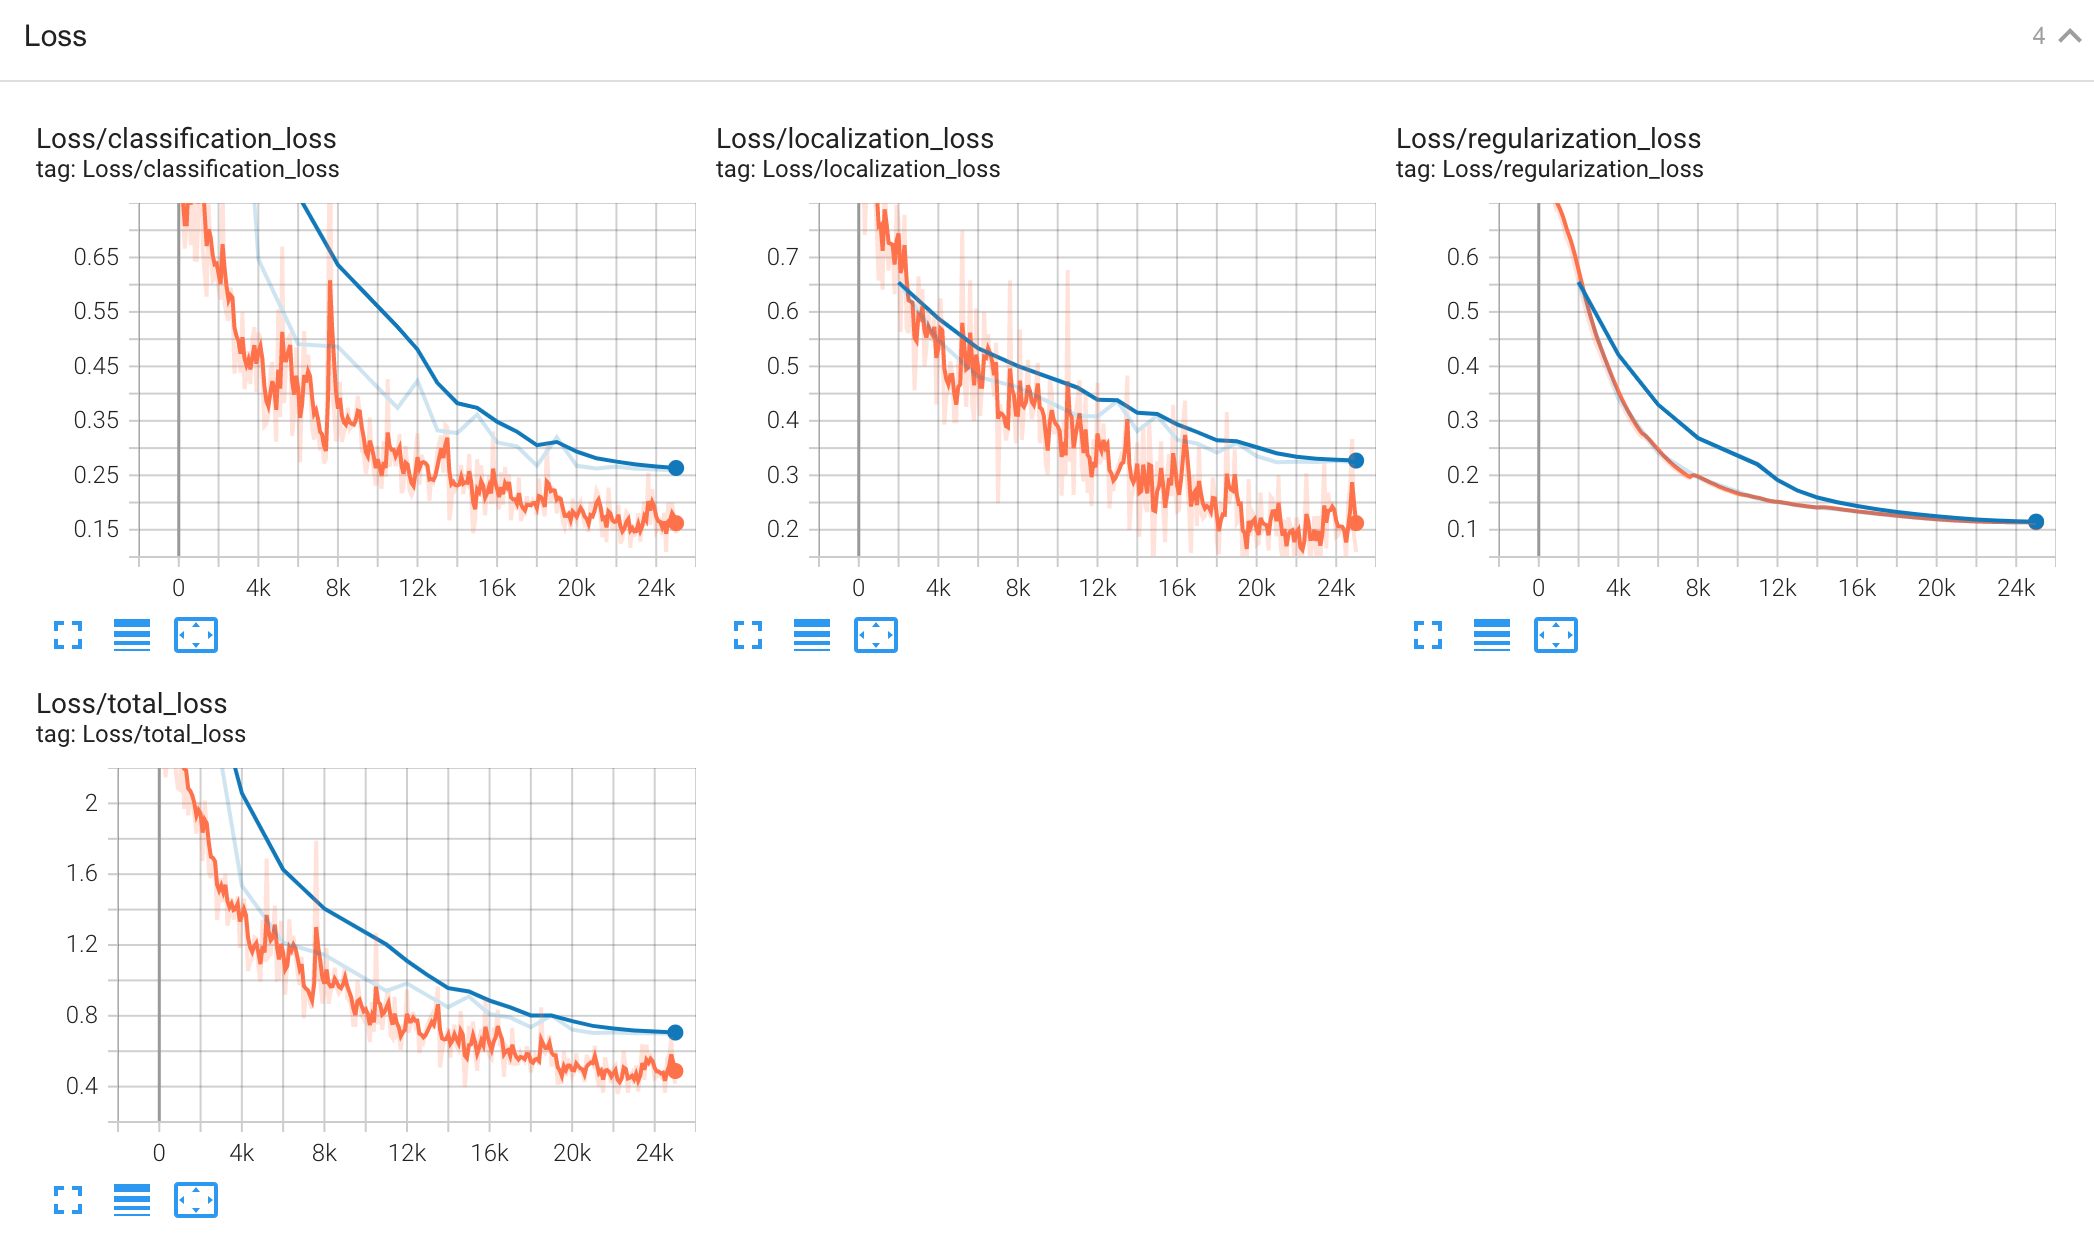 Loss
4
Loss/classification_loss
tag: Loss/classification_loss
0.65
0.55
0.45
0.35
0.25
0.15
0 4k 8k 12k 16k 20k 24k
Loss/localization_loss
tag: Loss/localization_loss
0.7
0.6
0.5
0.4
0.3
0.2
0 4k 8k 12k 16k 20k 24k
Loss/regularization_loss
tag: Loss/regularization_loss
0.6
0.5
0.4
0.3
0.2
0.1
0 4k 8k 12k 16k 20k 24k
Loss/total_loss
tag: Loss/total_loss
2
1.6
1.2
0.8
0.4
0 4k 8k 12k 16k 20k 24k